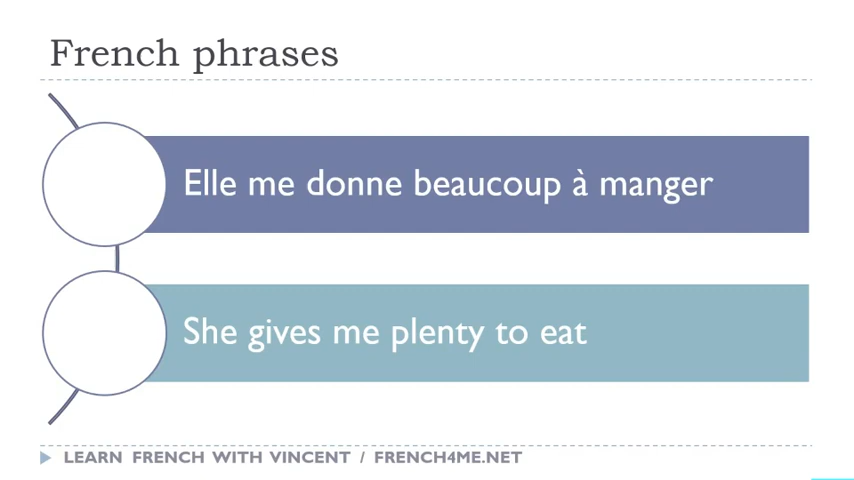 French phrases
Elle me donne beaucoup à manger
She gives me plenty to eat
LEARN FRENCH WITH VINCENT / FRENCH4ME.NET